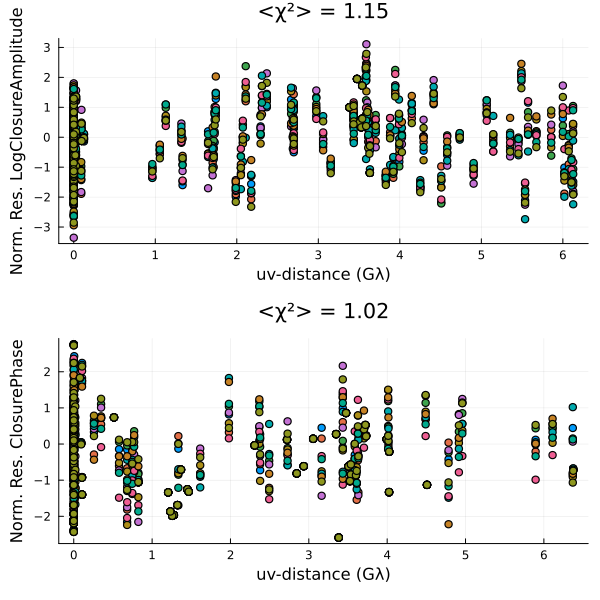 <χ²> = 1.15
Norm. Res. LogClosureAmplitude
3
2
1
0
−1
−2
−3
0 1 2 3 4 5 6
uv-distance (Gλ)
<χ²> = 1.02
Norm. Res. ClosurePhase
2
1
0
−1
−2
0 1 2 3 4 5 6
uv-distance (Gλ)